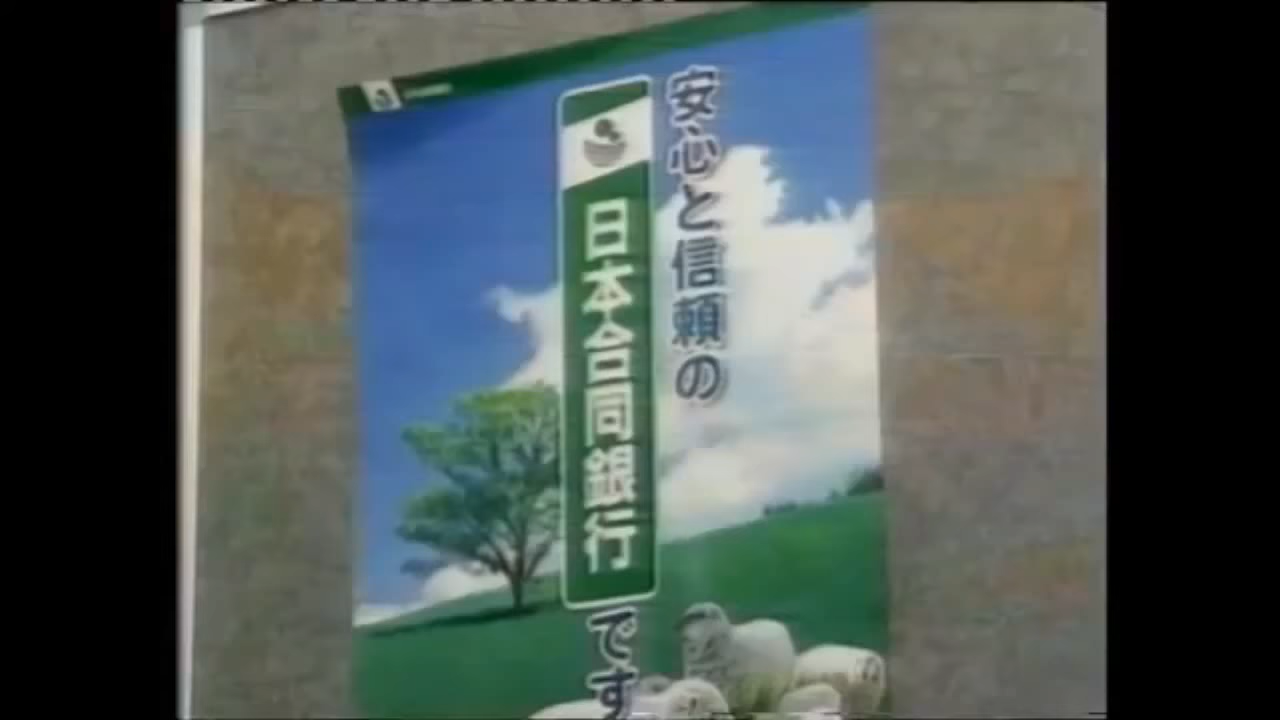 安心と信頼の
日本合同銀行
です